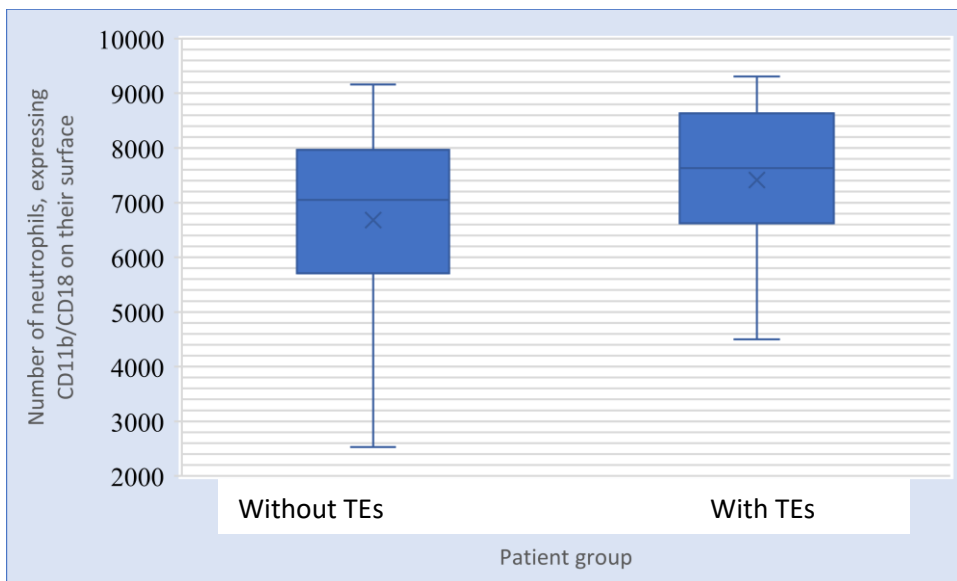 10000
9000
8000
7000
6000
5000
4000
3000
2000
Number of neutrophils, expressing
CD11b/CD18 on their surface
Without TEs
With TEs
Patient group